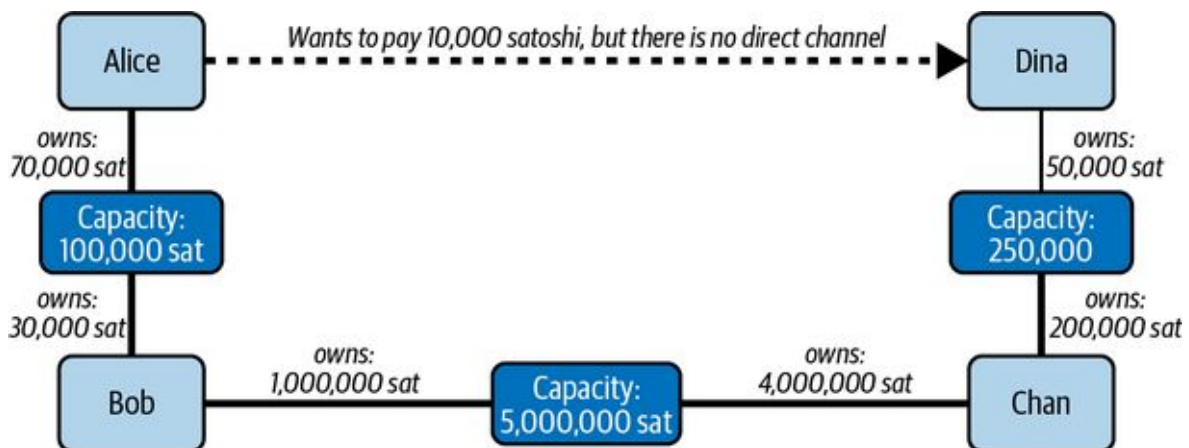 Alice
Wants to pay 10,000 satoshi, but there is no direct channel
Dina
owns:
70,000 sat
owns:
50,000 sat
Capacity:
100,000 sat
Capacity:
250,000
owns:
30,000 sat
owns:
200,000 sat
Bob
owns:
1,000,000 sat
Capacity:
5,000,000 sat
owns:
4,000,000 sat
Chan